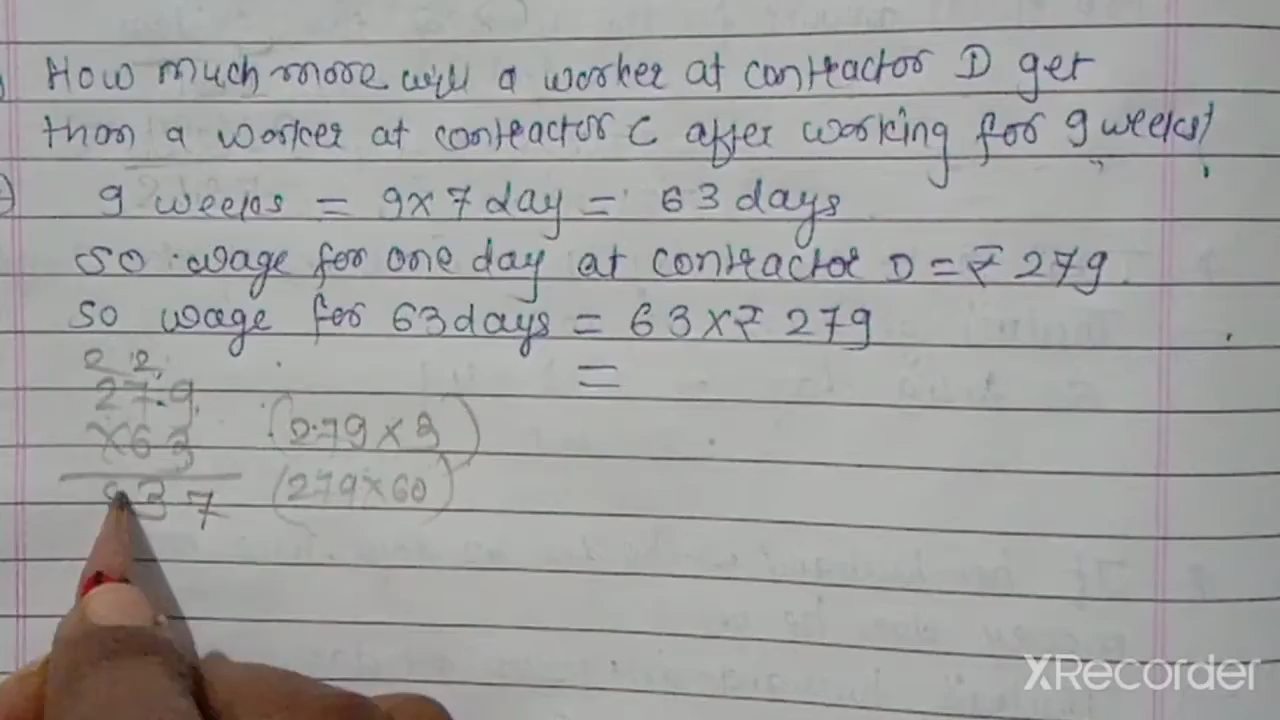 How much more will a worker at contractor D get
than a worker at contractor C after working for 9 weeks?
9 weeks = 9x7 day = 63 days
so wage for one day at contractor D = ₹ 279
so wage for 63 days = 63 x ₹ 279
=
2 2
279
x63 (279 x 3)
837 (279x60)
XRecorder